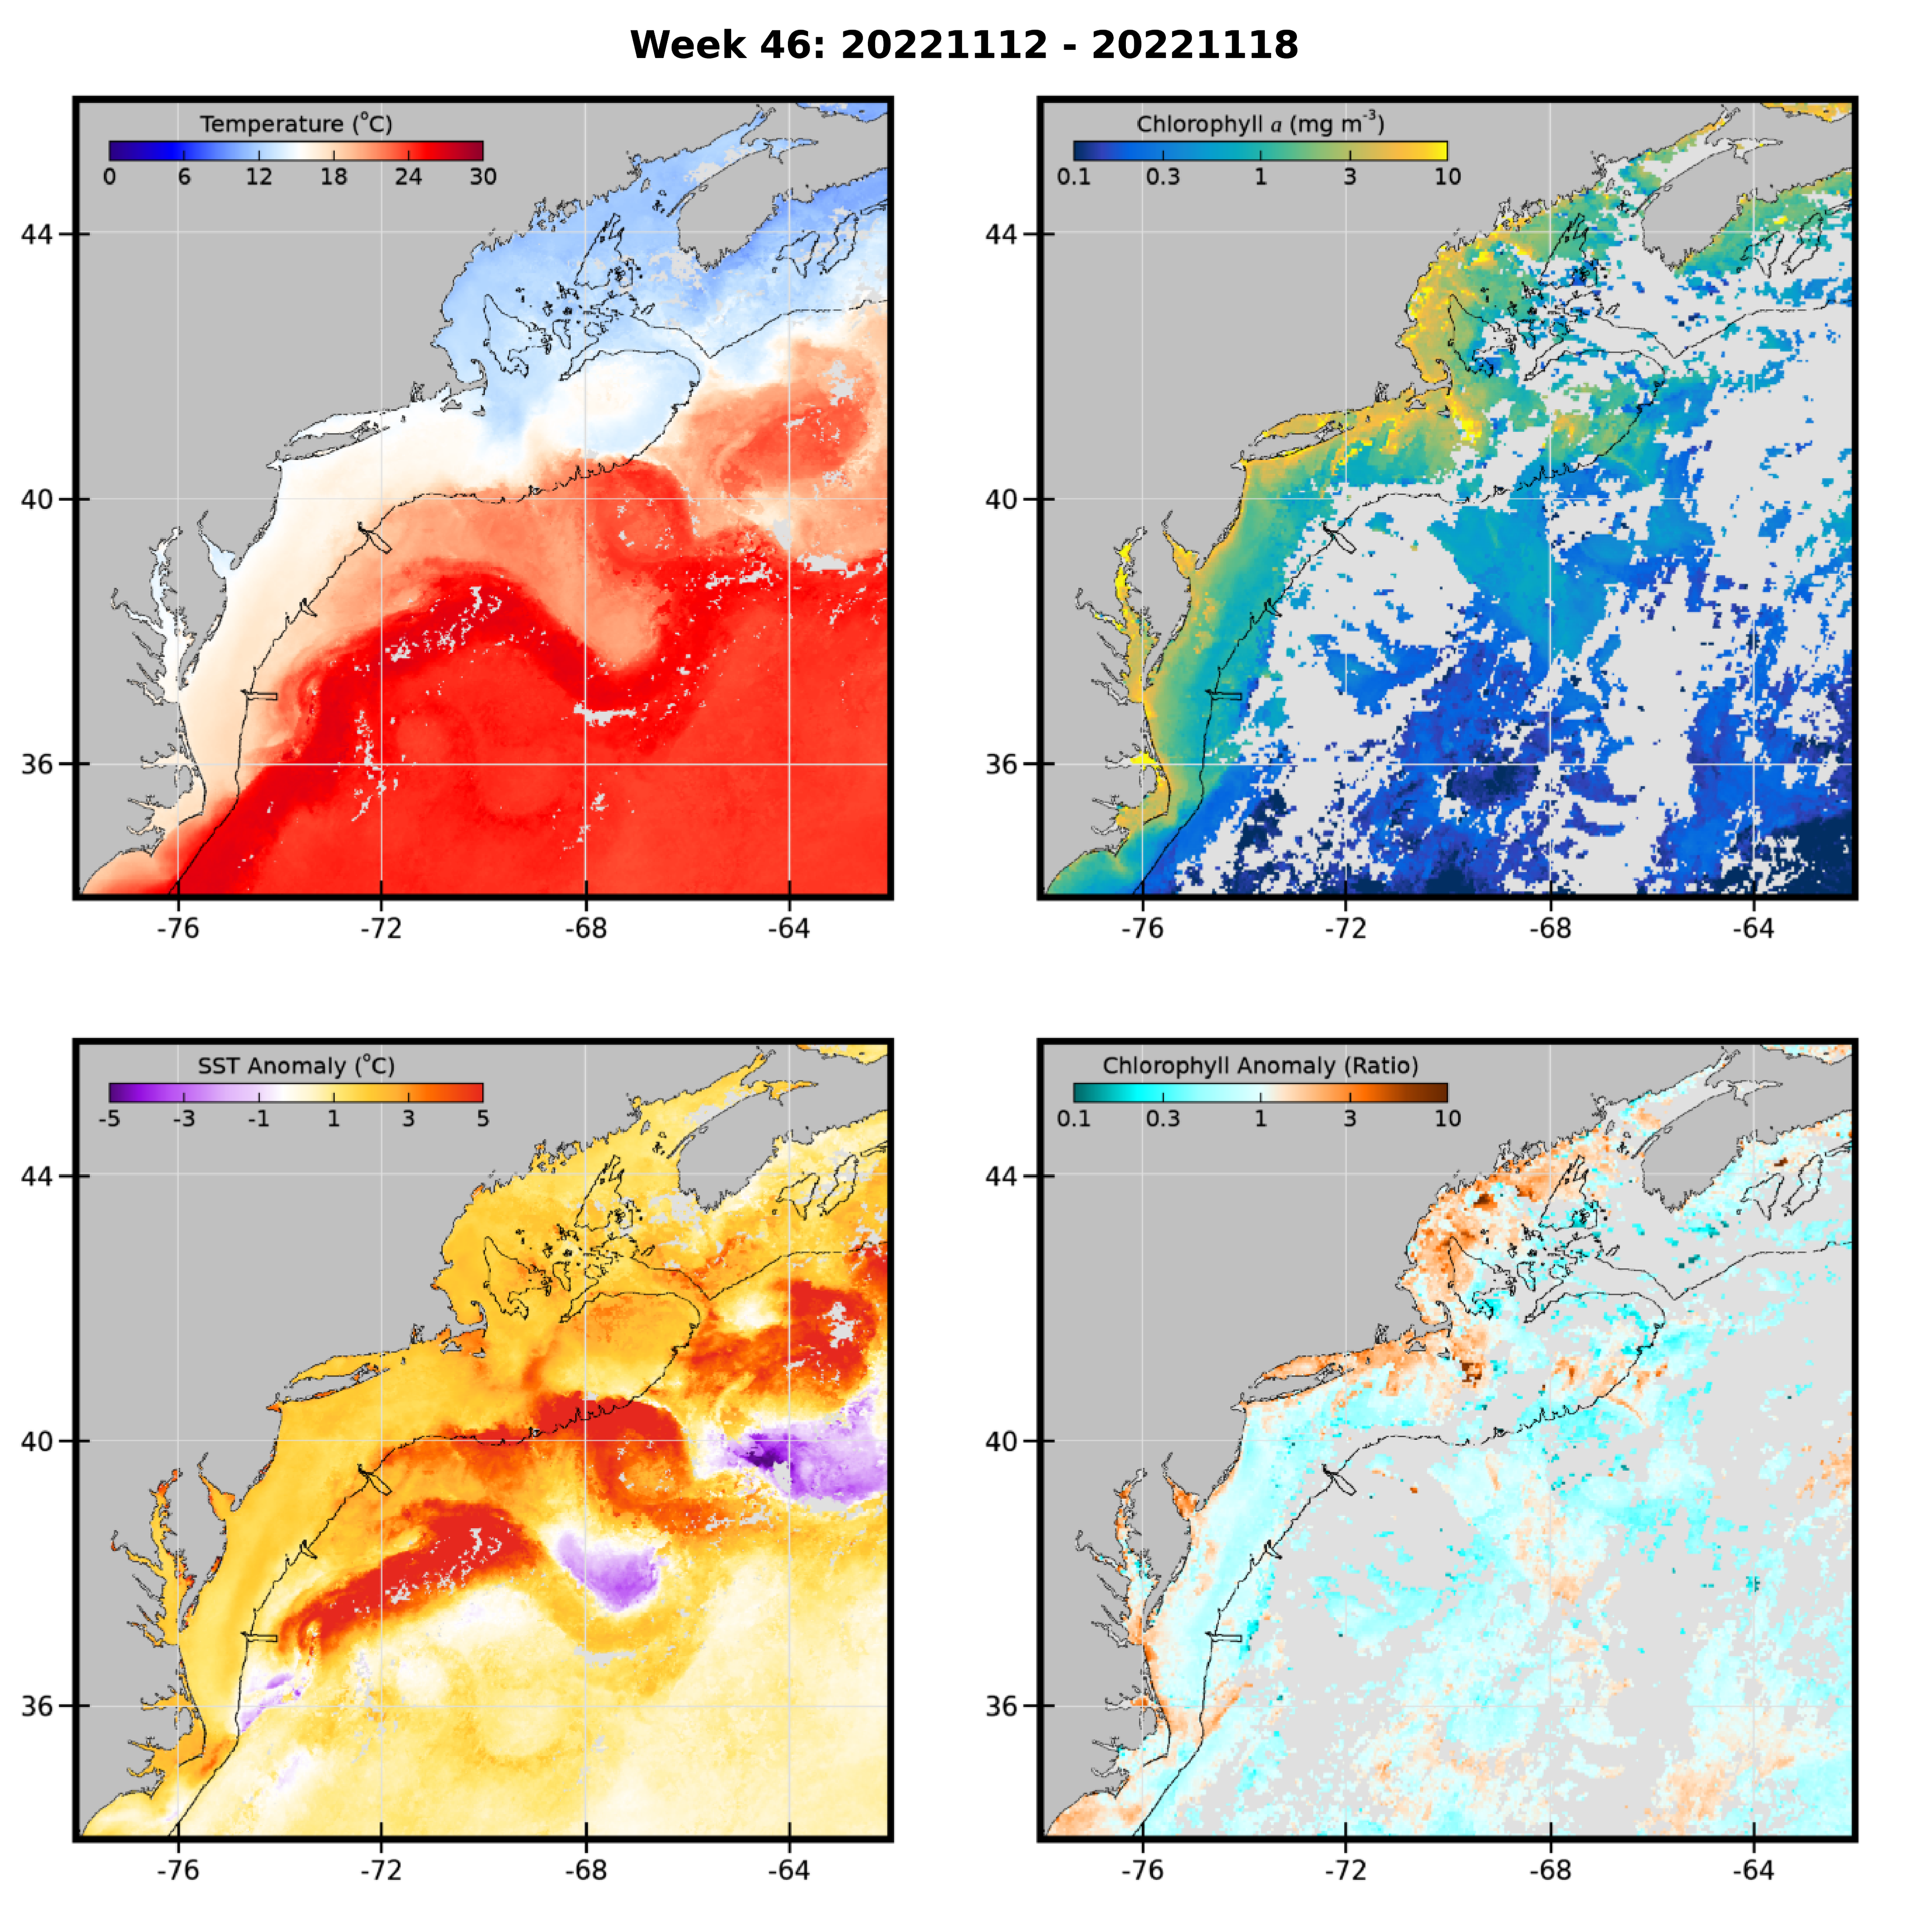 Week 46: 20221112 - 20221118
Temperature (°C)
0 6 12 18 24 30
44
40
36
-76 -72 -68 -64
Chlorophyll a (mg m⁻³)
0.1 0.3 1 3 10
44
40
36
-76 -72 -68 -64
SST Anomaly (°C)
-5 -3 -1 1 3 5
44
40
36
-76 -72 -68 -64
Chlorophyll Anomaly (Ratio)
0.1 0.3 1 3 10
44
40
36
-76 -72 -68 -64